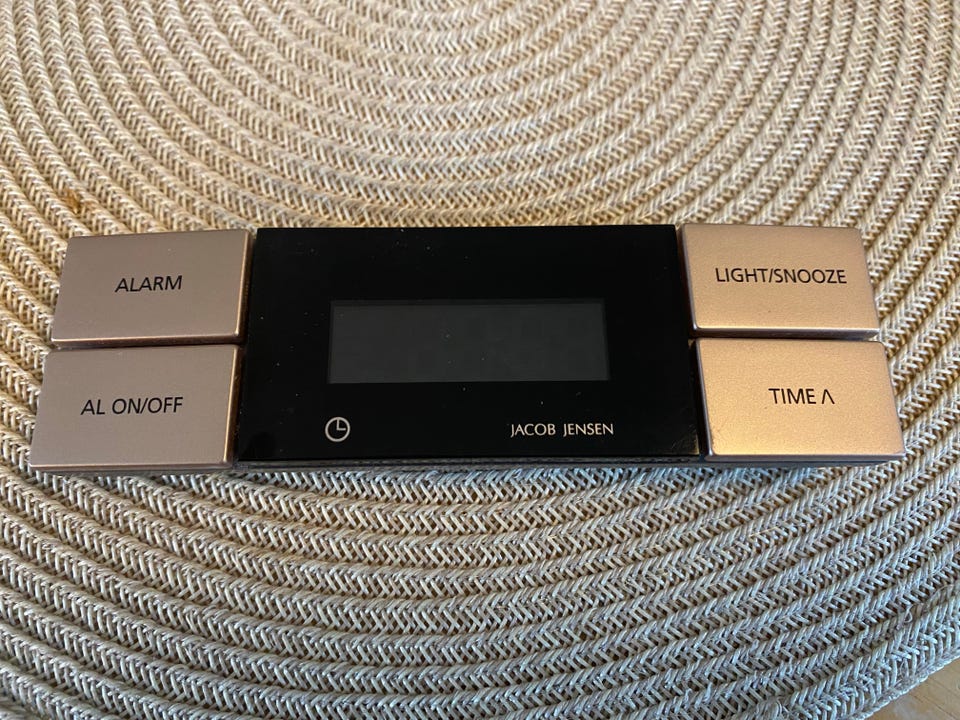 ALARM
LIGHT/SNOOZE
AL ON/OFF
TIME Λ
JACOB JENSEN